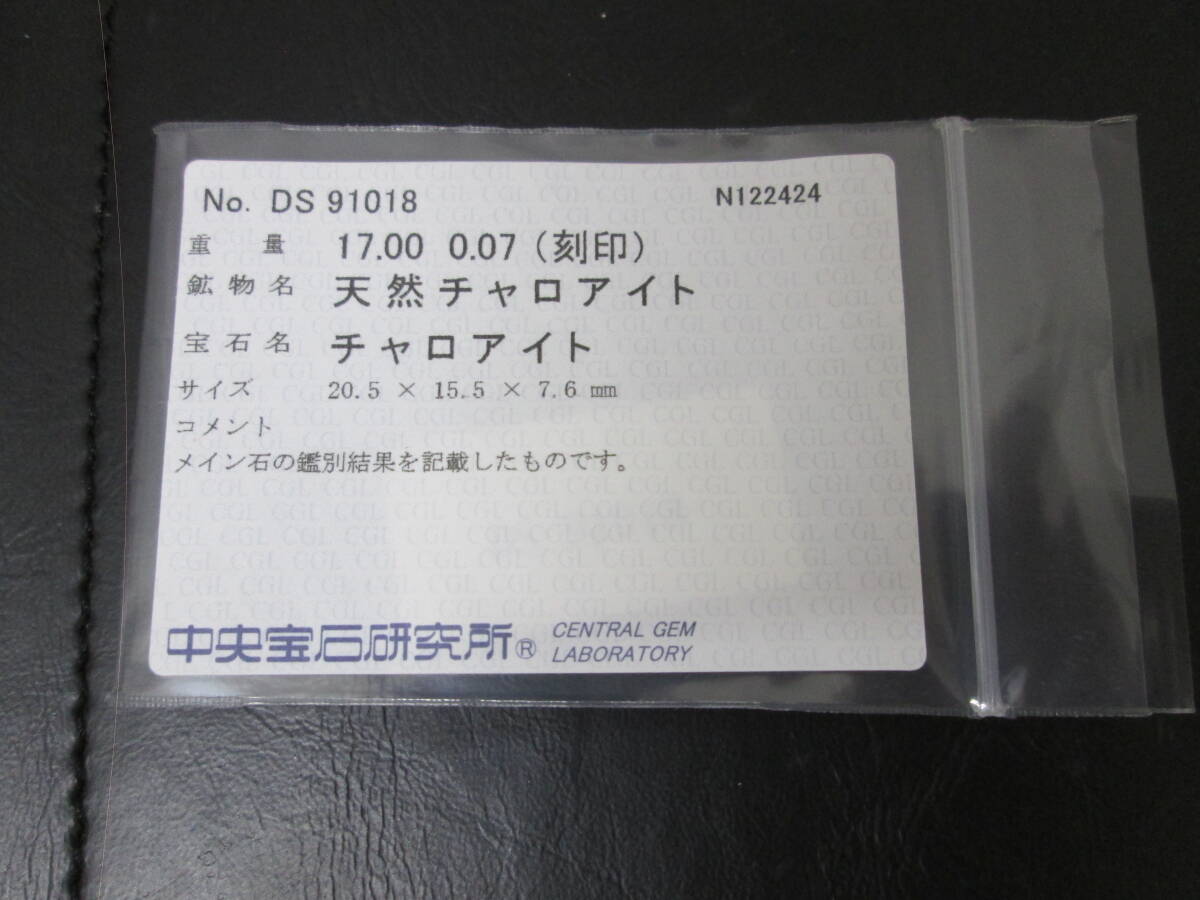 No. DS 91018 N122424
重量 17.00 0.07(刻印)
鉱物名 天然チャロアイト
宝石名 チャロアイト
サイズ 20.5 × 15.5 × 7.6 ㎜
コメント
メイン石の鑑別結果を記載したものです。
中央宝石研究所® CENTRAL GEM
LABORATORY